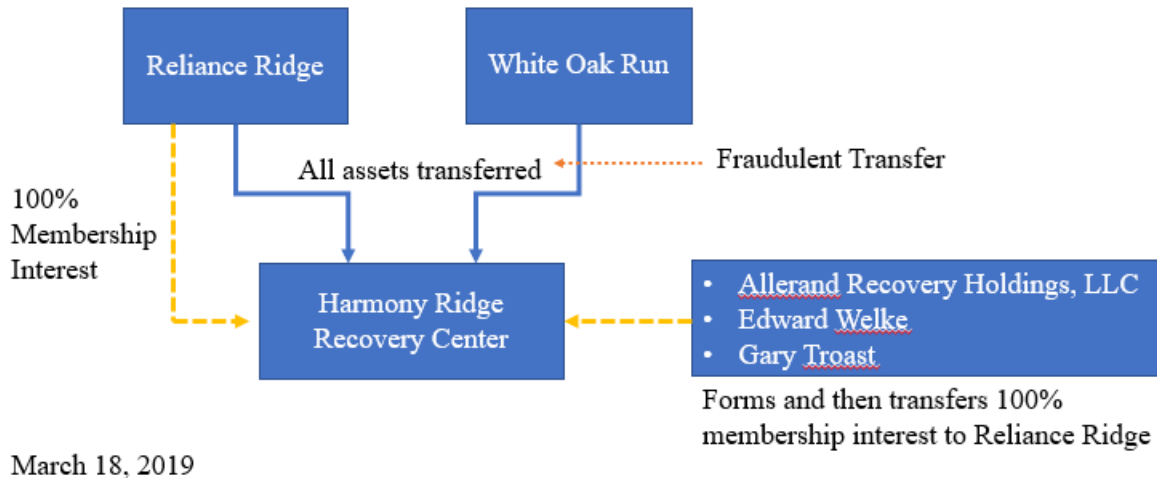 Reliance Ridge
White Oak Run
All assets transferred
Fraudulent Transfer
100%
Membership
Interest
Harmony Ridge
Recovery Center
• Allerand Recovery Holdings, LLC
• Edward Welke
• Gary Troast
Forms and then transfers 100%
membership interest to Reliance Ridge
March 18, 2019